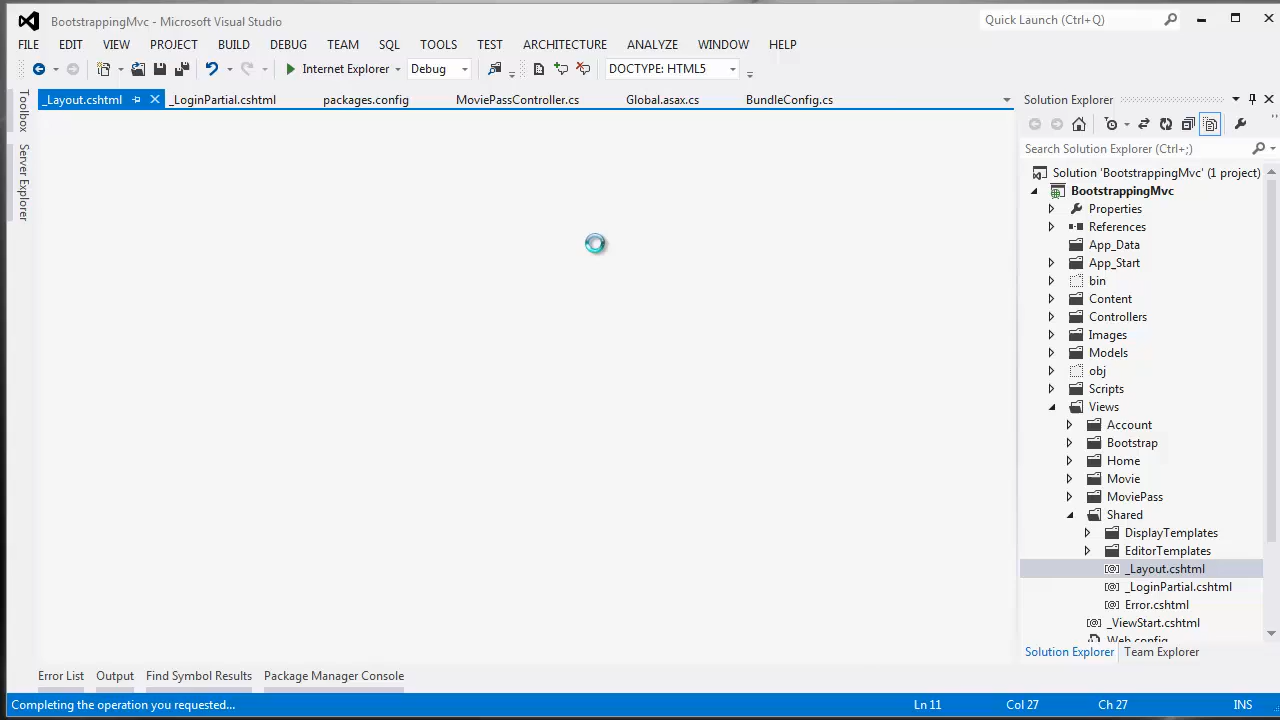 BootstrappingMvc - Microsoft Visual Studio
Quick Launch (Ctrl+Q)
FILE EDIT VIEW PROJECT BUILD DEBUG TEAM SQL TOOLS TEST ARCHITECTURE ANALYZE WINDOW HELP
Internet Explorer Debug DOCTYPE: HTML5
_Layout.cshtml _LoginPartial.cshtml packages.config MoviePassController.cs Global.asax.cs BundleConfig.cs
Toolbox
Server Explorer
Solution Explorer
Search Solution Explorer (Ctrl+;)
Solution 'BootstrappingMvc' (1 project)
BootstrappingMvc
Properties
References
App_Data
App_Start
bin
Content
Controllers
Images
Models
obj
Scripts
Views
Account
Bootstrap
Home
Movie
MoviePass
Shared
DisplayTemplates
EditorTemplates
_Layout.cshtml
_LoginPartial.cshtml
Error.cshtml
_ViewStart.cshtml
Web.config
Solution Explorer Team Explorer
Error List Output Find Symbol Results Package Manager Console
Completing the operation you requested... Ln 11 Col 27 Ch 27 INS